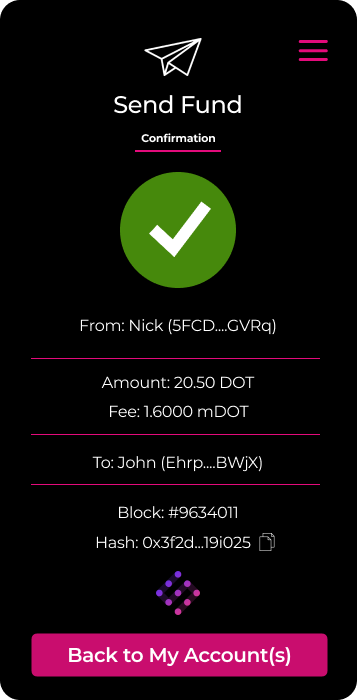 Send Fund
Confirmation
From: Nick (5FCD....GVRq)
Amount: 20.50 DOT
Fee: 1.6000 mDOT
To: John (Ehrp....BWjX)
Block: #9634011
Hash: 0x3f2d...19i025
Back to My Account(s)